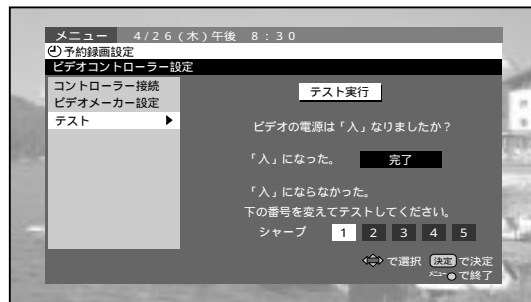 メニュー 4/26(木)午後 8:30
予約録画設定
ビデオコントローラー設定
コントローラー接続
ビデオメーカー設定
テスト
テスト実行
ビデオの電源は「入」なりましたか?
「入」になった。 完了
「入」にならなかった。
下の番号を変えてテストしてください。
シャープ 1 2 3 4 5
で選択 決定 で決定
メニュー で終了